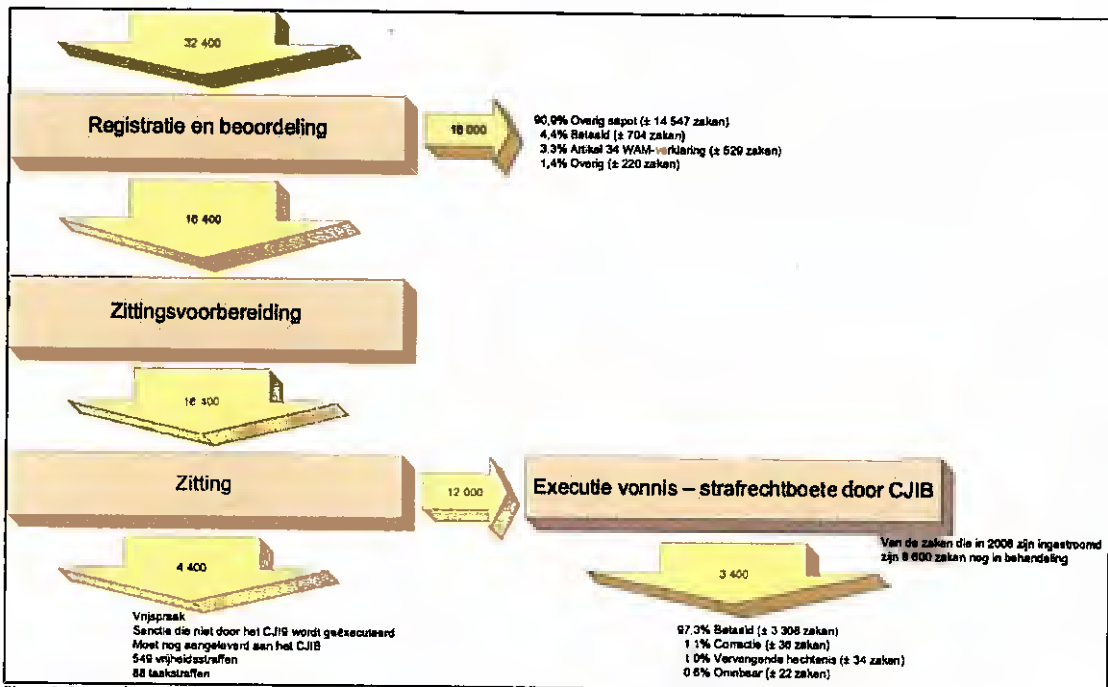 32 400
Registratie en beoordeling
16 000
90,9% Overig sepot (± 14 547 zaken)
4,4% Betaald (± 704 zaken)
3,3% Artikel 34 WAM-verklaring (± 529 zaken)
1,4% Overig (± 220 zaken)
16 400
Zittingsvoorbereiding
16 400
Zitting
12 000
Executie vonnis – strafrechtboete door CJIB
Van de zaken die in 2006 zijn ingestroomd
zijn 8 600 zaken nog in behandeling
4 400
3 400
Vrijspraak
Sanctie die niet door het CJIB wordt geëxecuteerd
Moet nog aangeleverd aan het CJIB
549 vrijheidsstraffen
88 taakstraffen
97,3% Betaald (± 3 308 zaken)
1,1% Correctie (± 36 zaken)
1,0% Vervangende hechtenis (± 34 zaken)
0,6% Oninbaar (± 22 zaken)